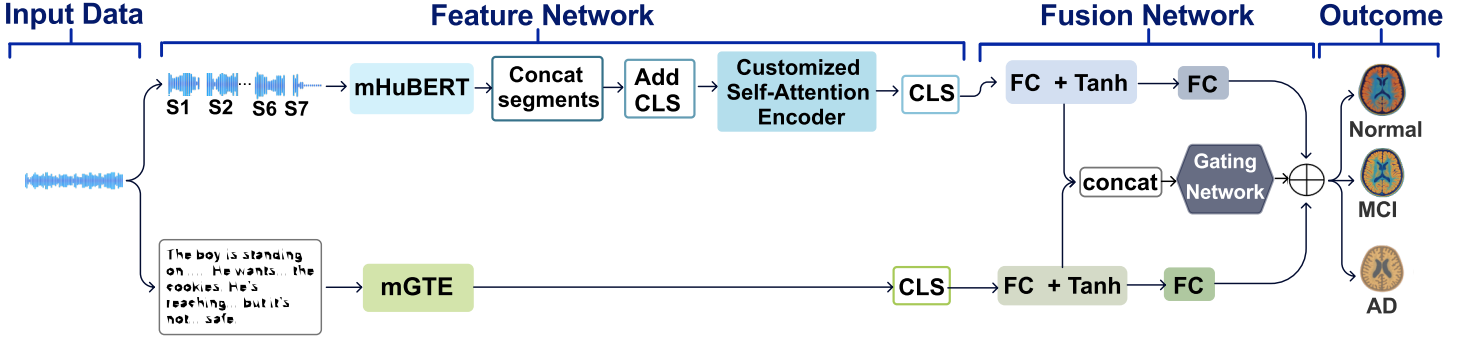 Input Data
Feature Network
Fusion Network
Outcome
S1 S2 ... S6 S7
mHuBERT
Concat
segments
Add
CLS
Customized
Self-Attention
Encoder
CLS
FC + Tanh
FC
concat
Gating
Network
Normal
MCI
AD
The boy is standing
on .... He wants... the
cookies. He's
reaching... but it's
not... safe.
mGTE
CLS
FC + Tanh
FC